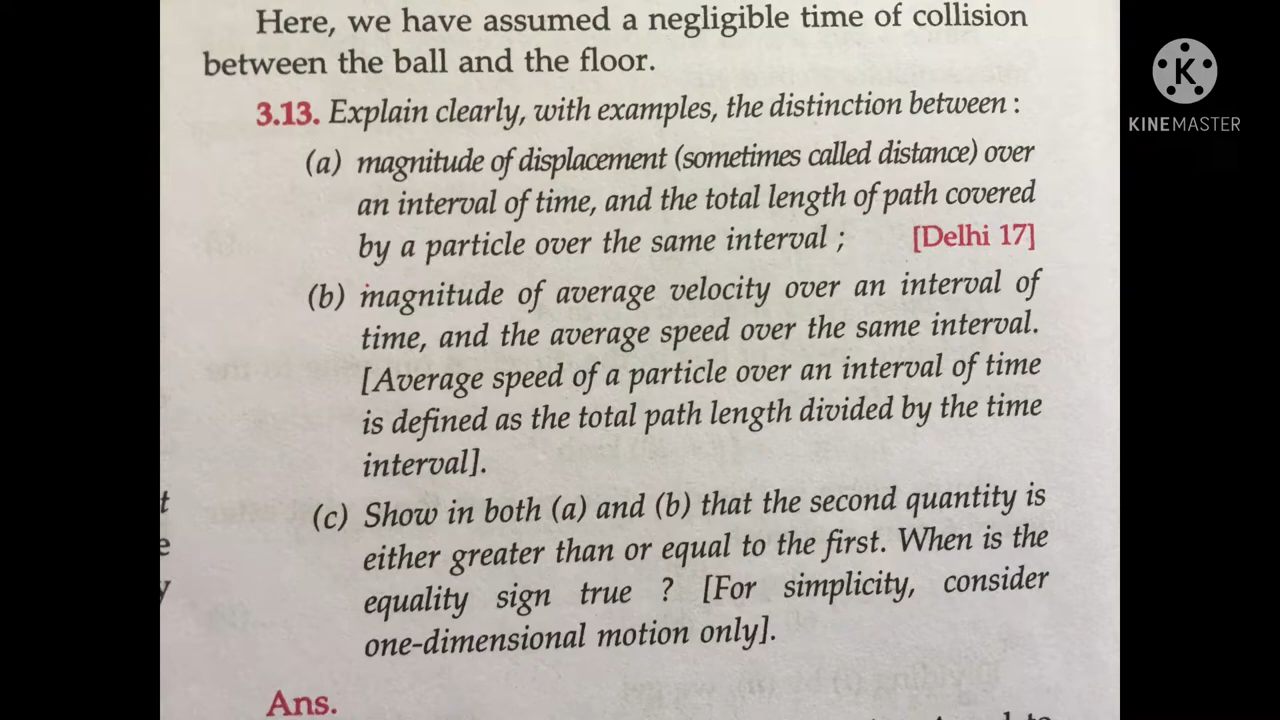 Here, we have assumed a negligible time of collision
between the ball and the floor.
3.13. Explain clearly, with examples, the distinction between :
(a) magnitude of displacement (sometimes called distance) over
an interval of time, and the total length of path covered
by a particle over the same interval ; [Delhi 17]
(b) magnitude of average velocity over an interval of
time, and the average speed over the same interval.
[Average speed of a particle over an interval of time
is defined as the total path length divided by the time
interval].
(c) Show in both (a) and (b) that the second quantity is
either greater than or equal to the first. When is the
equality sign true ? [For simplicity, consider
one-dimensional motion only].
Ans.
t
e
y
K
KINEMASTER